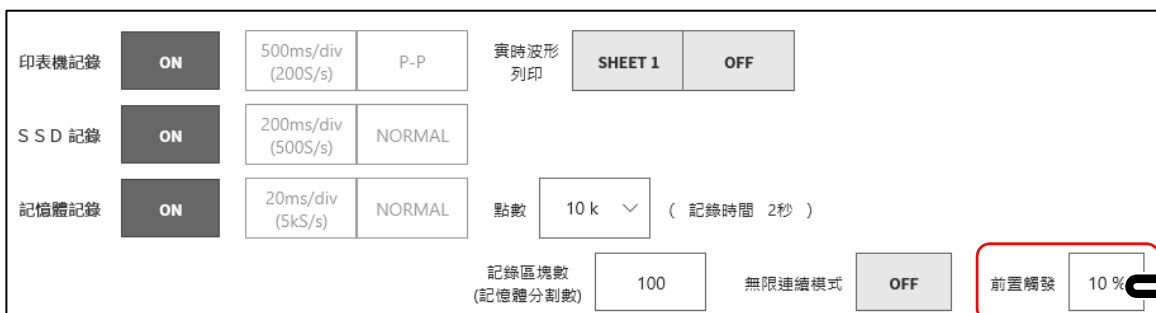 印表機記錄 ON 500ms/div (200S/s) P-P 實時波形 列印 SHEET 1 OFF
ＳＳＤ 記錄 ON 200ms/div (500S/s) NORMAL
記憶體記錄 ON 20ms/div (5kS/s) NORMAL 點數 10 k ( 記錄時間 2秒 )
記錄區塊數 (記憶體分割數) 100 無限連續模式 OFF 前置觸發 10 %